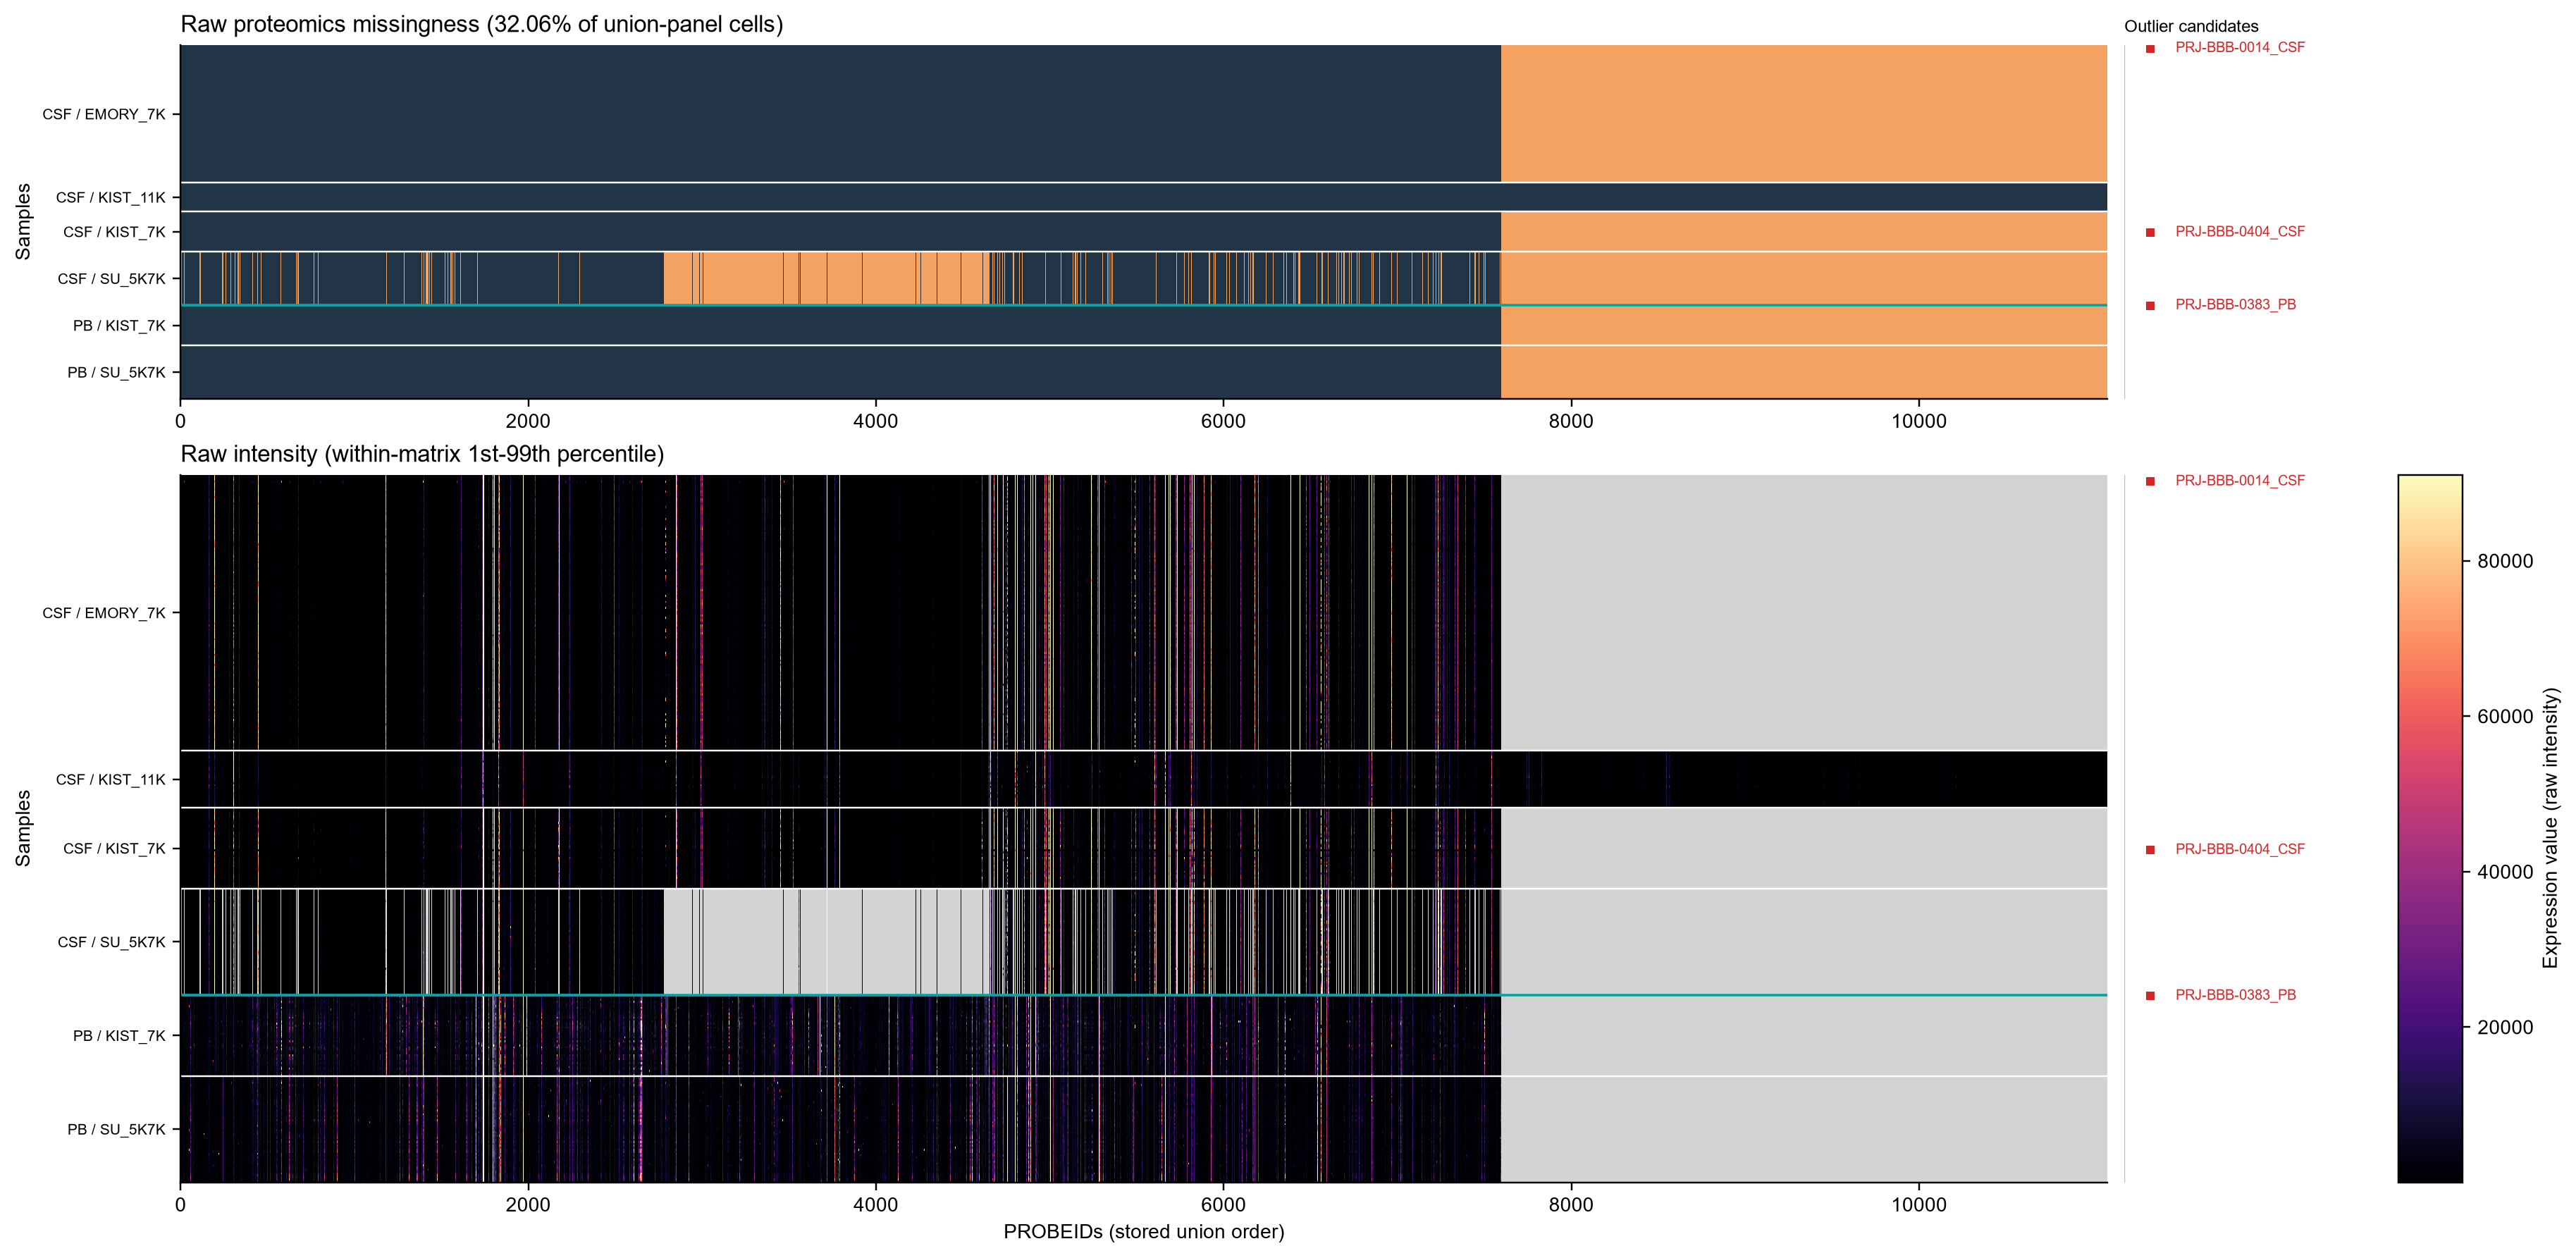 Raw proteomics missingness (32.06% of union-panel cells)
Outlier candidates
PRJ-BBB-0014_CSF
CSF / EMORY_7K
CSF / KIST_11K
CSF / KIST_7K
PRJ-BBB-0404_CSF
CSF / SU_5K7K
PRJ-BBB-0383_PB
PB / KIST_7K
PB / SU_5K7K
Samples
0 2000 4000 6000 8000 10000
Raw intensity (within-matrix 1st-99th percentile)
PRJ-BBB-0014_CSF
CSF / EMORY_7K
CSF / KIST_11K
CSF / KIST_7K
PRJ-BBB-0404_CSF
CSF / SU_5K7K
PRJ-BBB-0383_PB
PB / KIST_7K
PB / SU_5K7K
Samples
0 2000 4000 6000 8000 10000
PROBEIDs (stored union order)
80000
60000
40000
20000
Expression value (raw intensity)